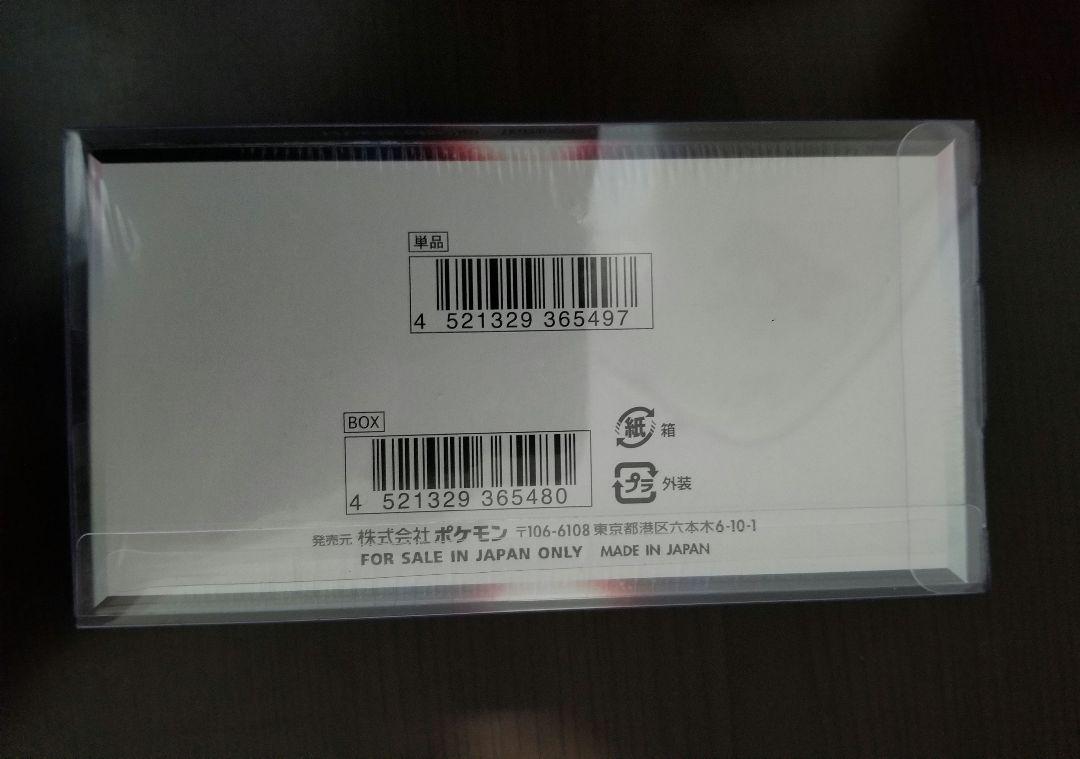 単品
4 521329 365497
BOX
4 521329 365480
紙 箱
プラ 外装
発売元 株式会社 ポケモン 〒106-6108 東京都港区六本木6-10-1
FOR SALE IN JAPAN ONLY MADE IN JAPAN